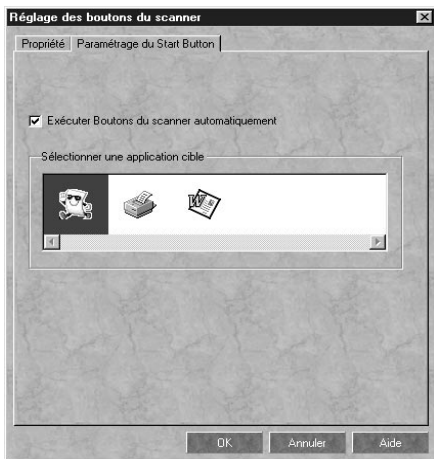 Réglage des boutons du scanner
Propriété Paramétrage du Start Button
Exécuter Boutons du scanner automatiquement
Sélectionner une application cible
W
OK Annuler Aide